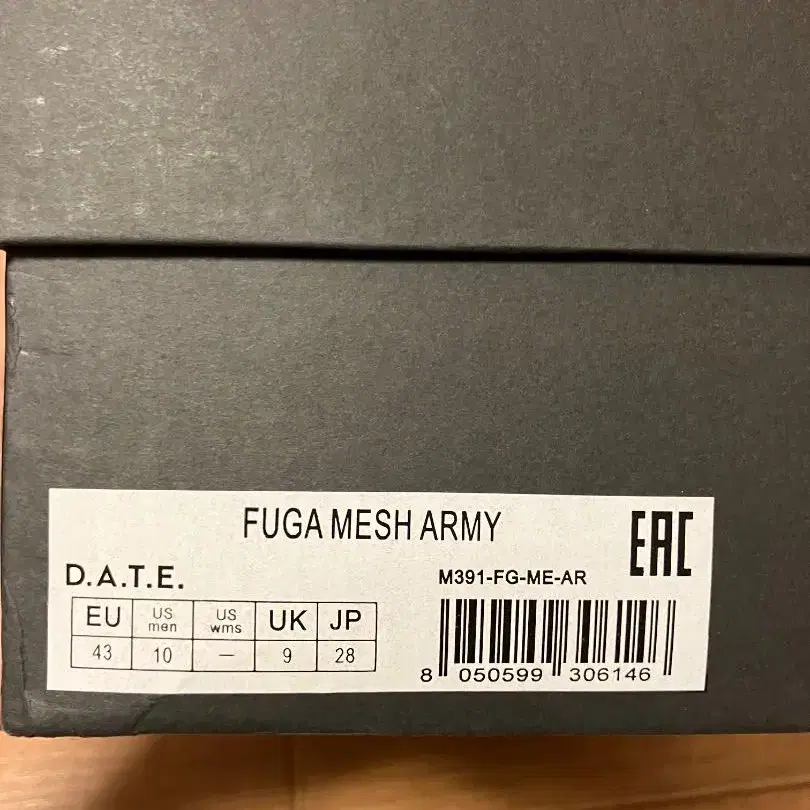 FUGA MESH ARMY
EAC
D.A.T.E.
M391-FG-ME-AR
EU US men US wms UK JP
43 10 — 9 28
8 050599 306146